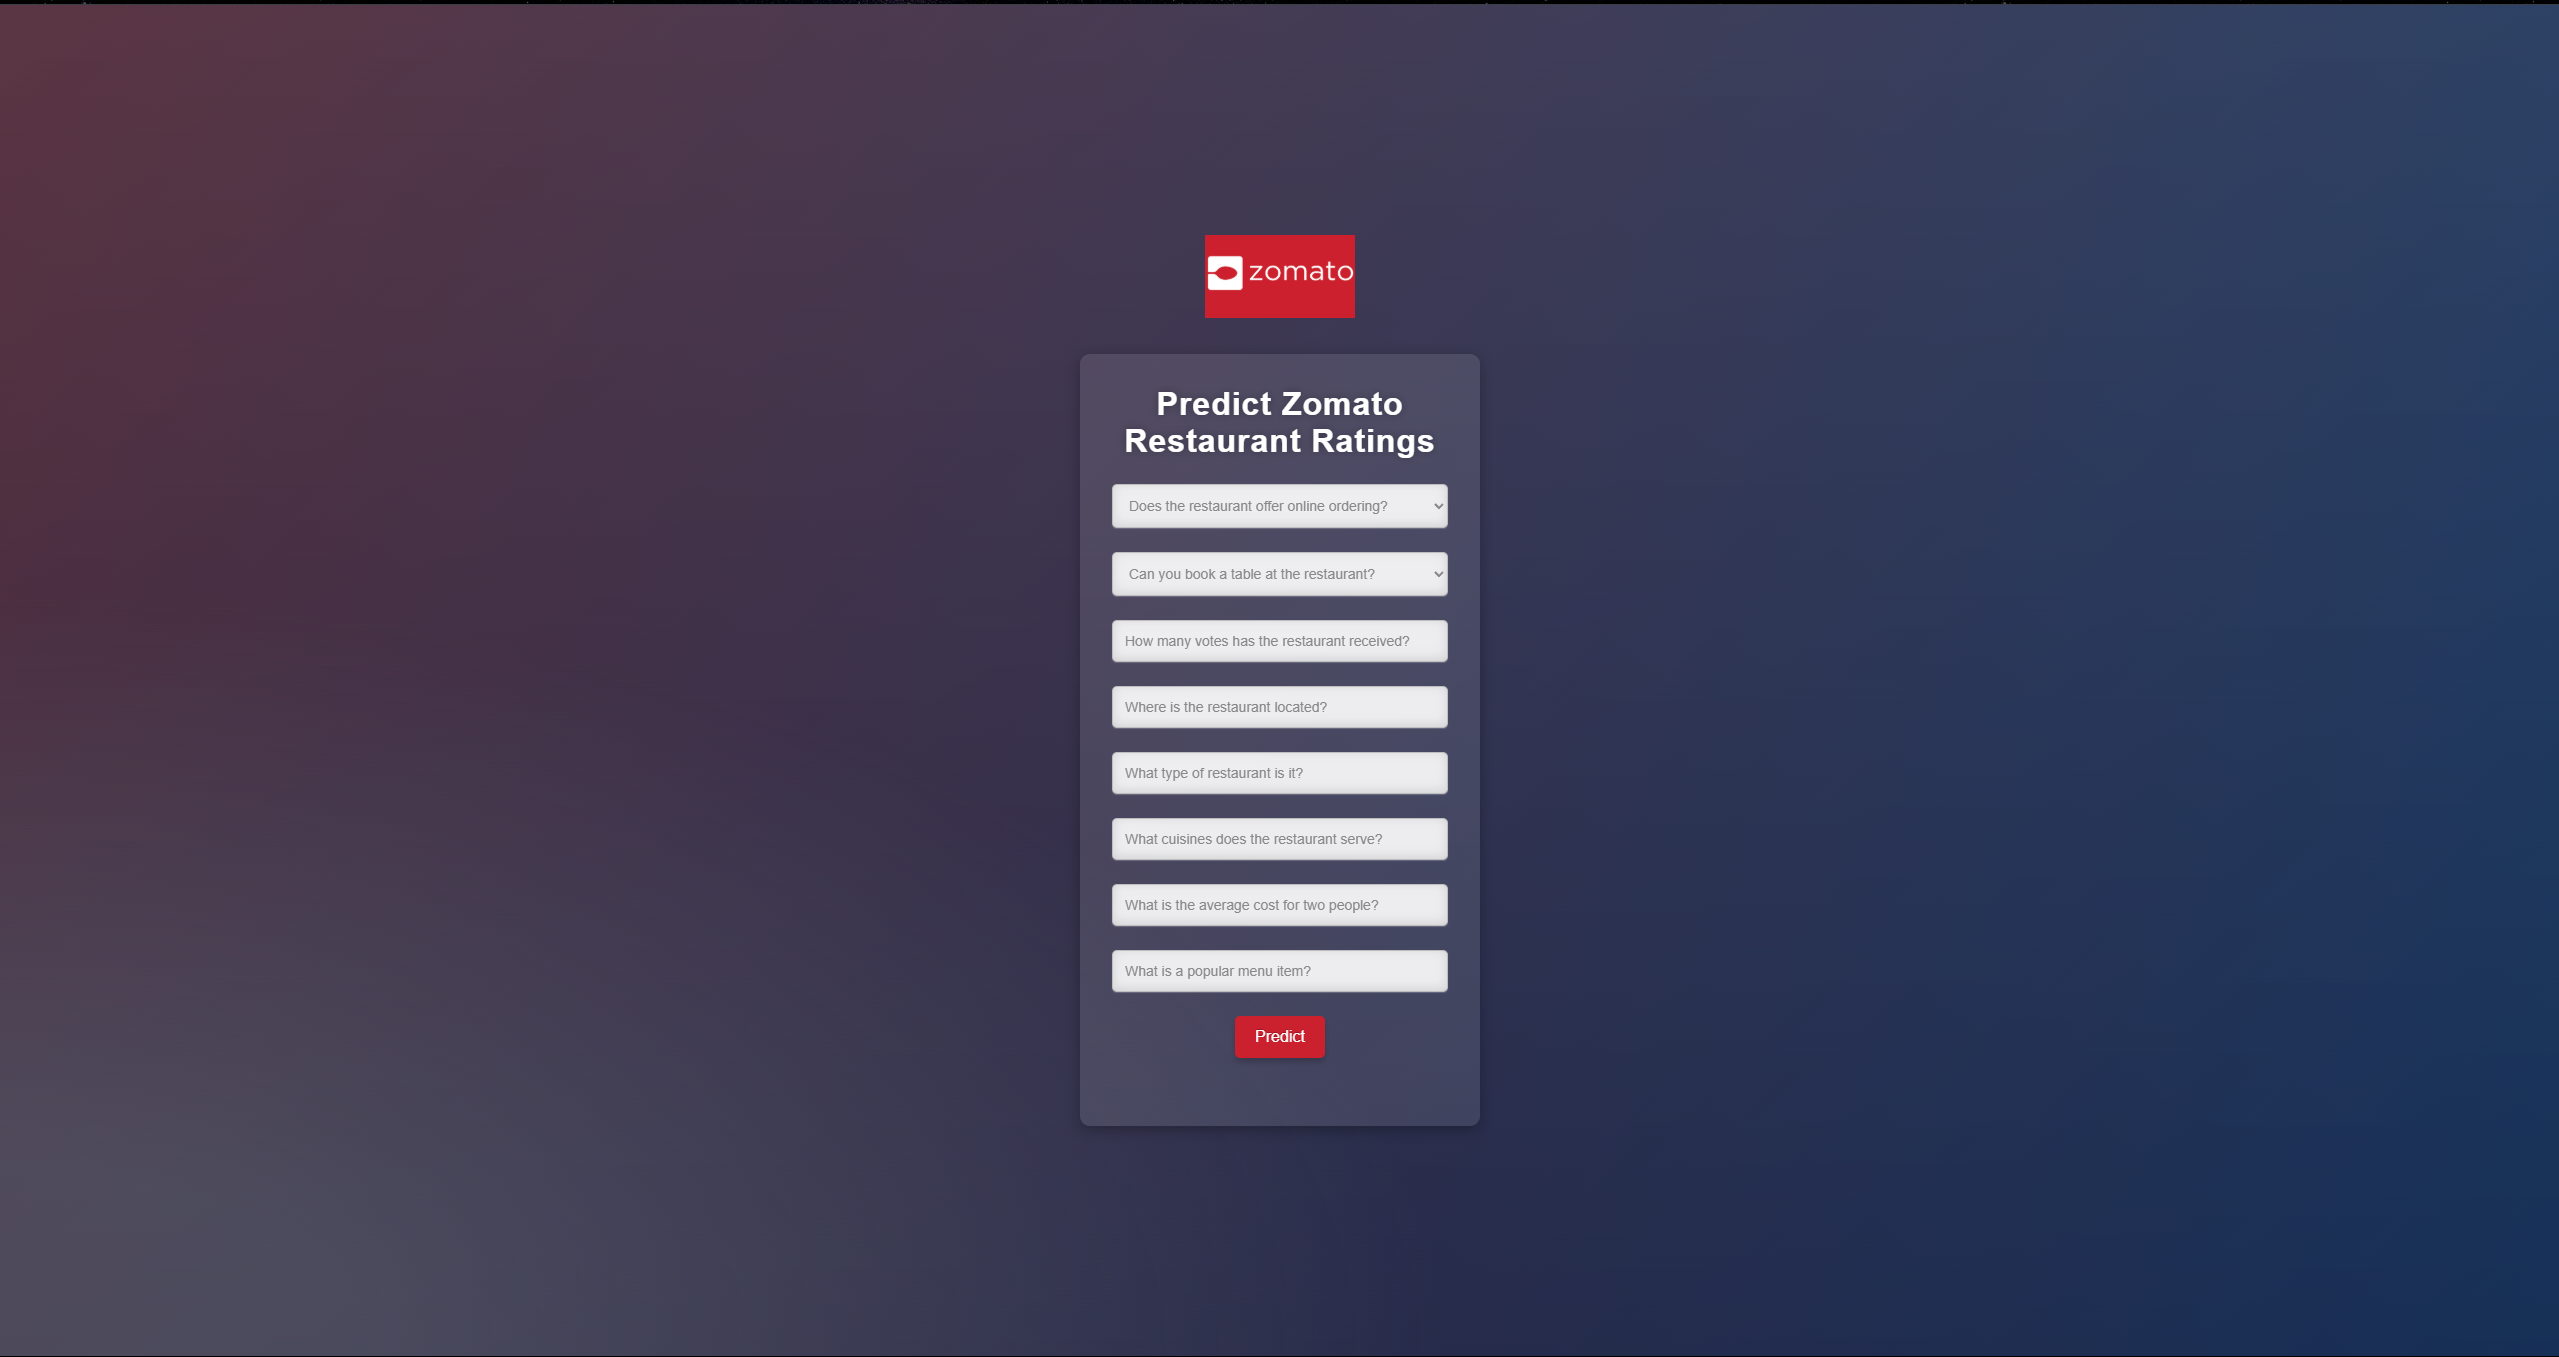 zomato
Predict Zomato
Restaurant Ratings
Does the restaurant offer online ordering?
Can you book a table at the restaurant?
How many votes has the restaurant received?
Where is the restaurant located?
What type of restaurant is it?
What cuisines does the restaurant serve?
What is the average cost for two people?
What is a popular menu item?
Predict